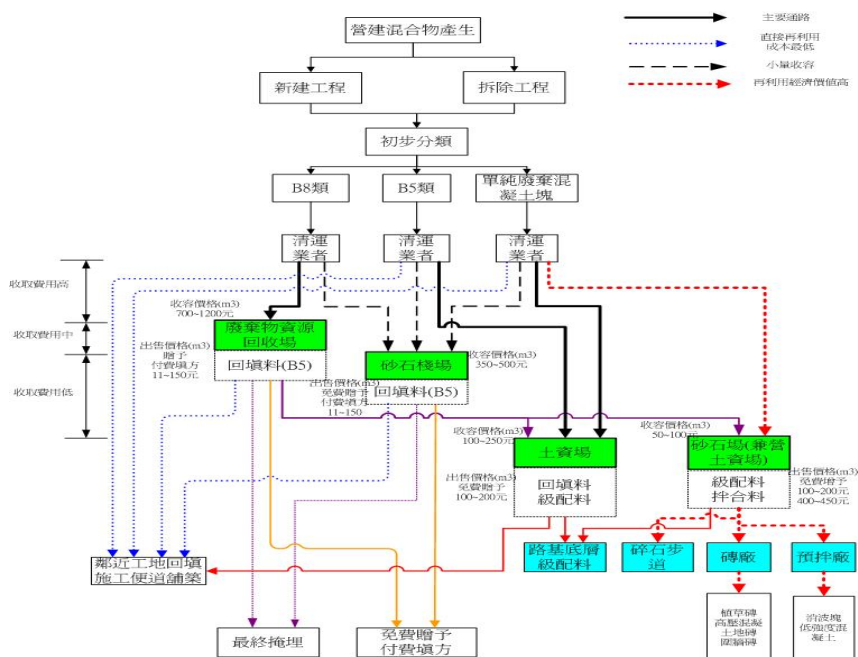 營建混合物產生
主要通路
直接再利用
成本最低
小量收容
再利用經濟價值高
新建工程
拆除工程
初步分類
B8類
B5類
單純廢棄混
凝土塊
清運
業者
清運
業者
清運
業者
收取費用高
收取費用中
收取費用低
收容價格(m3)
700~1200元
廢棄物資源
回收場
回填料(B5)
出售價格(m3)
贈予
付費填方
11~150元
收容價格(m3)
350~500元
砂石棧場
回填料(B5)
出售價格(m3)
免費贈予
付費填方
11~150
收容價格(m3)
100~250元
土資場
回填料
級配料
出售價格(m3)
免費贈予
100~200元
收容價格(m3)
50~100元
砂石場(兼營
土資場)
級配料
拌合料
出售價格(m3)
免費增予
100~200元
400~450元
鄰近工地回填
施工便道舖築
路基底層
級配料
碎石步
道
磚廠
預拌廠
最終掩埋
免費贈予
付費填方
植草磚
高壓混凝
土地磚
圍牆磚
消波塊
低強度混
凝土